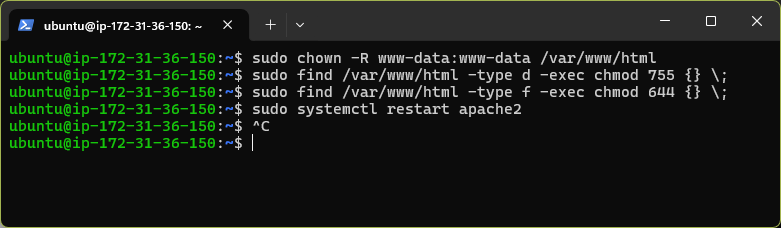 ubuntu@ip-172-31-36-150: ~
ubuntu@ip-172-31-36-150:~$ sudo chown -R www-data:www-data /var/www/html
ubuntu@ip-172-31-36-150:~$ sudo find /var/www/html -type d -exec chmod 755 {} \;
ubuntu@ip-172-31-36-150:~$ sudo find /var/www/html -type f -exec chmod 644 {} \;
ubuntu@ip-172-31-36-150:~$ sudo systemctl restart apache2
ubuntu@ip-172-31-36-150:~$ ^C
ubuntu@ip-172-31-36-150:~$